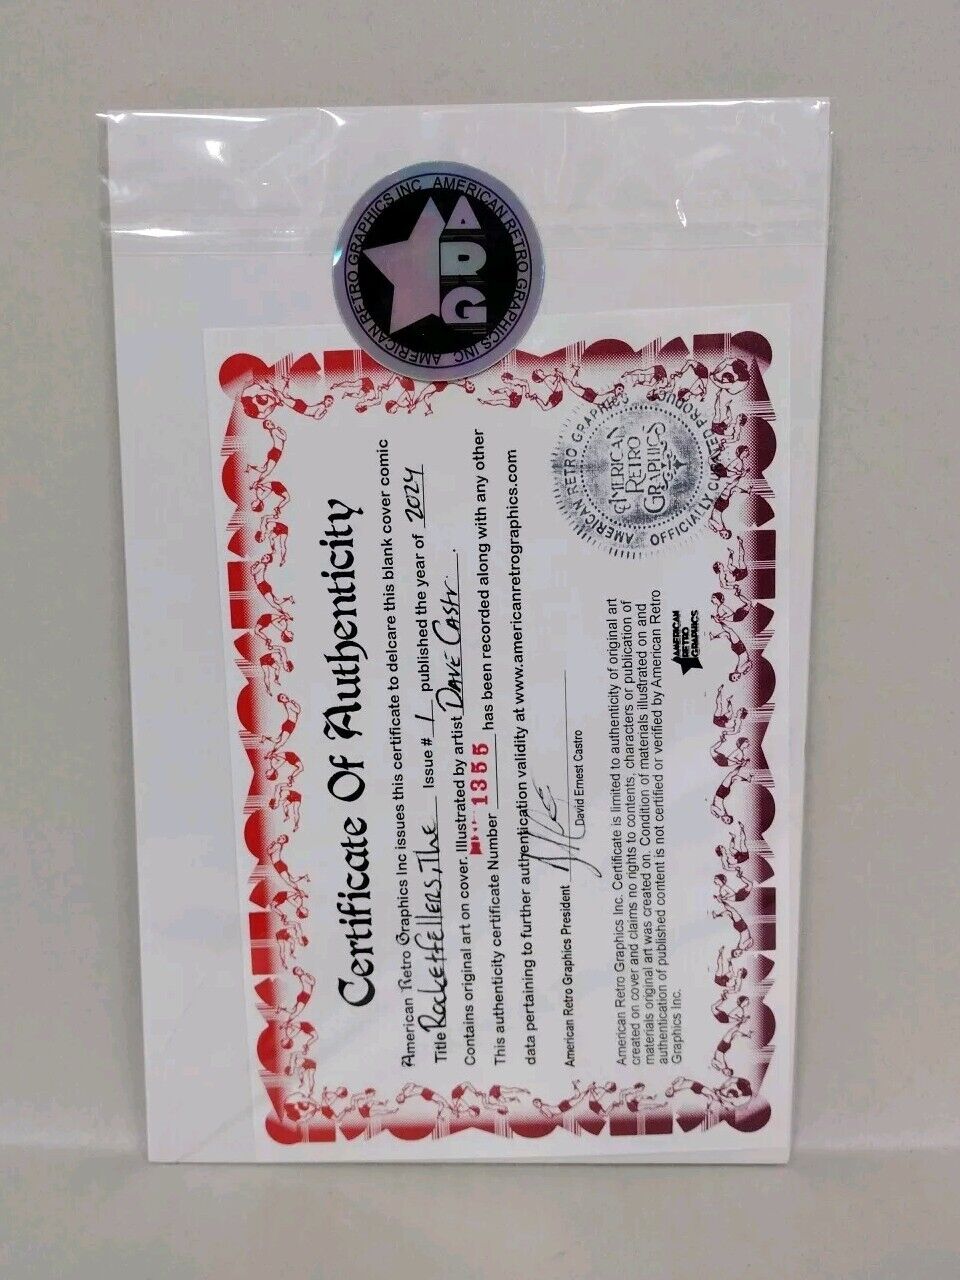 AMERICAN RETRO GRAPHICS INC AMERICAN RETRO GRAPHICS INC
ARG
Certificate Of Authenticity
American Retro Graphics Inc issues this certificate to delcare this blank cover comic
Title Rockefellers, The Issue # 1 published the year of 2024
Contains original art on cover. Illustrated by artist Dave Castr.
This authenticity certificate Number 1355 has been recorded along with any other
data pertaining to further authentication validity at www.americanretrographics.com
American Retro Graphics President
David Ernest Castro
American Retro Graphics Inc. Certificate is limited to authenticity of original art
created on cover and claims no rights to contents, characters or publication of
materials original art was created on. Condition of materials illustrated on and
authentication of published content is not certified or verified by American Retro
Graphics Inc.
AMERICAN
RETRO
GRAPHICS
AMERICAN RETRO GRAPHICS
OFFICIALLY CURATED PRODUCT
AMERICAN
RETRO
GRAPHICS